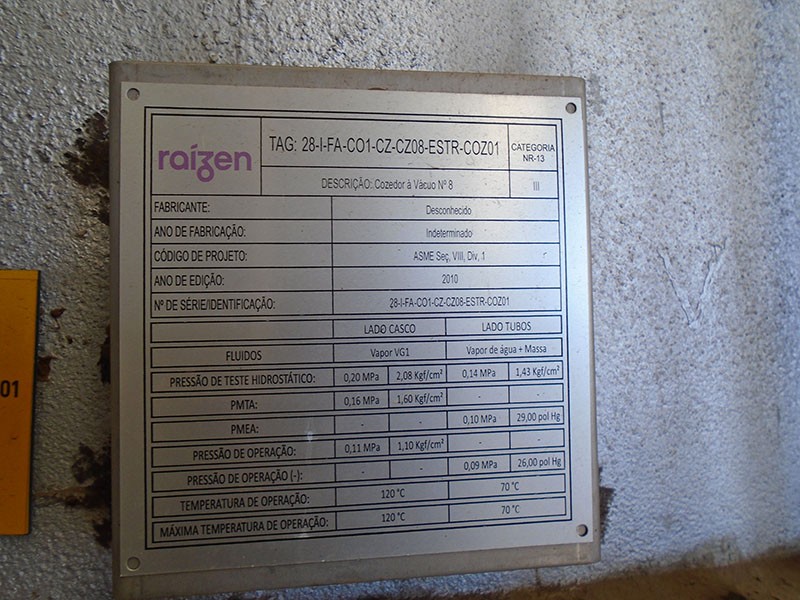 raízen
TAG: 28-I-FA-CO1-CZ-CZ08-ESTR-COZ01
CATEGORIA
NR-13
DESCRIÇÃO: Cozedor à Vácuo Nº 8
III
FABRICANTE: Desconhecido
ANO DE FABRICAÇÃO: Indeterminado
CÓDIGO DE PROJETO: ASME Seç, VIII, Div, 1
ANO DE EDIÇÃO: 2010
Nº DE SÉRIE/IDENTIFICAÇÃO: 28-I-FA-CO1-CZ-CZ08-ESTR-COZ01
LADO CASCO LADO TUBOS
FLUIDOS Vapor VG1 Vapor de água + Massa
PRESSÃO DE TESTE HIDROSTÁTICO: 0,20 MPa 2,08 Kgf/cm² 0,14 MPa 1,43 Kgf/cm²
PMTA: 0,16 MPa 1,60 Kgf/cm² - -
PMEA: - - 0,10 MPa 29,00 pol Hg
PRESSÃO DE OPERAÇÃO: 0,11 MPa 1,10 Kgf/cm² - -
PRESSÃO DE OPERAÇÃO (-): - - 0,09 MPa 26,00 pol Hg
TEMPERATURA DE OPERAÇÃO: 120 °C 70 °C
MÁXIMA TEMPERATURA DE OPERAÇÃO: 120 °C 70 °C
01